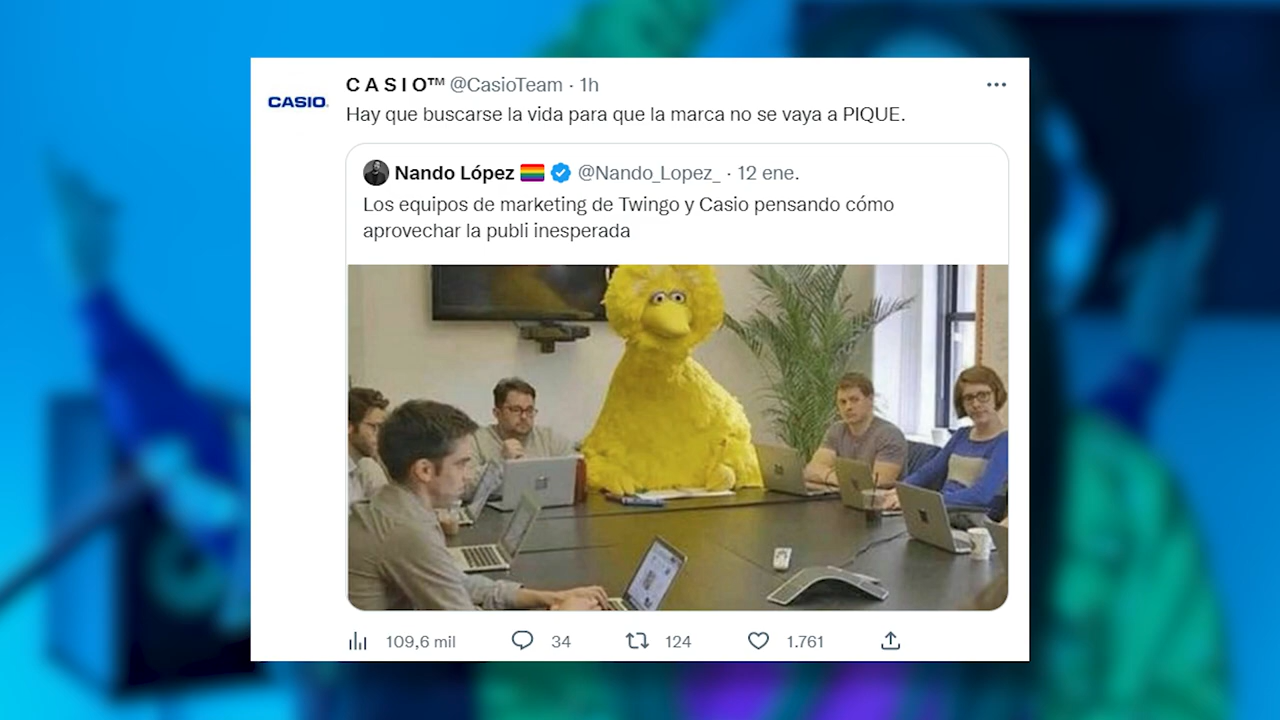 C A S I O™ @CasioTeam · 1h
CASIO
Hay que buscarse la vida para que la marca no se vaya a PIQUE.
Nando López @Nando_Lopez_ · 12 ene.
Los equipos de marketing de Twingo y Casio pensando cómo
aprovechar la publi inesperada
109,6 mil 34 124 1.761